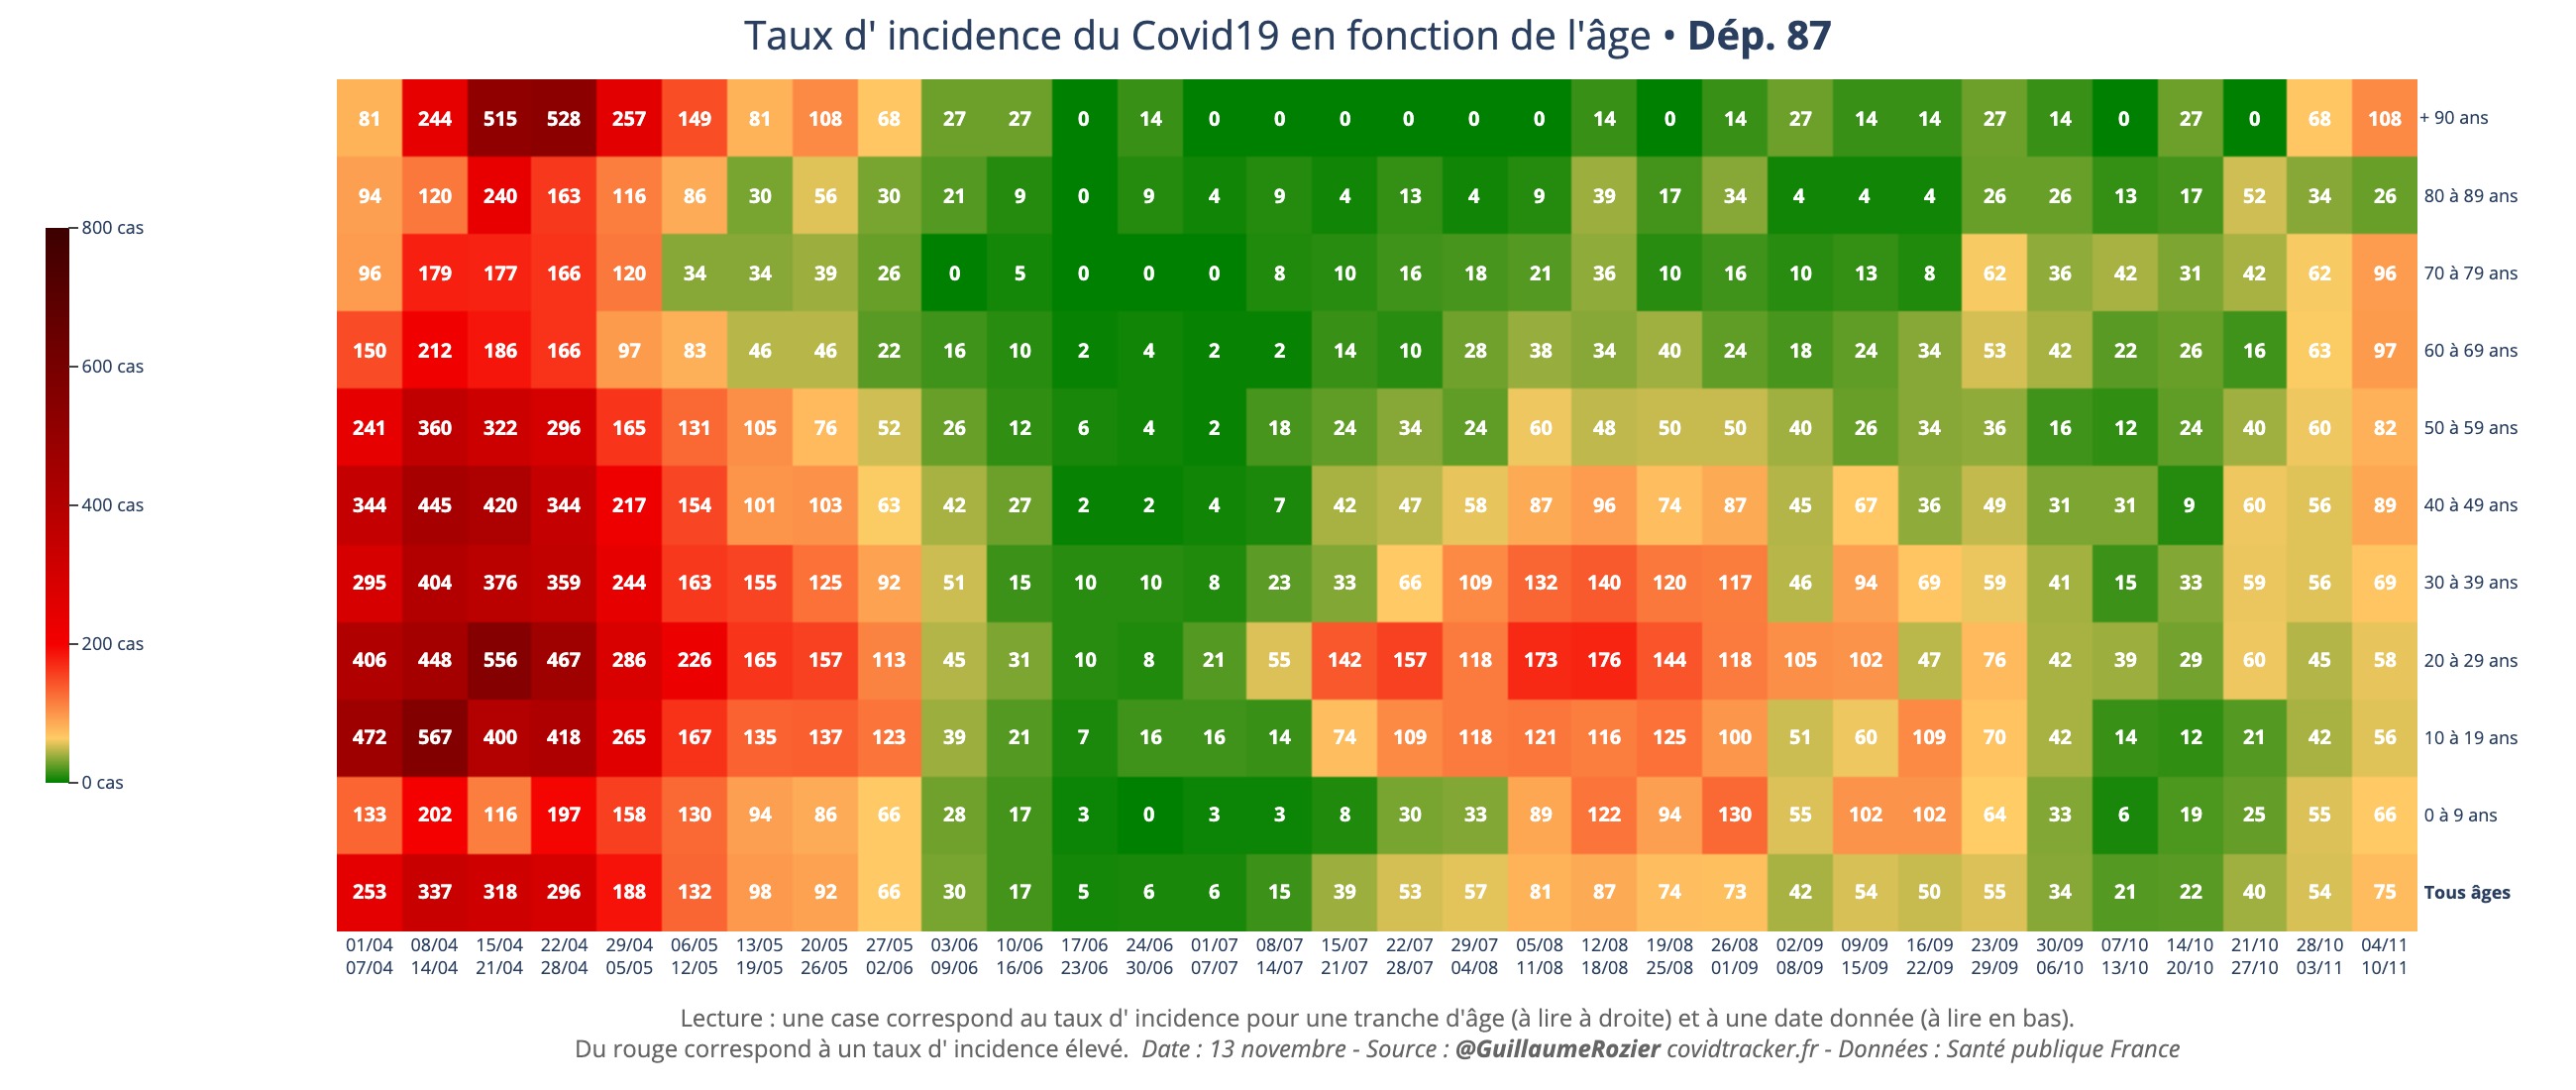 Taux d' incidence du Covid19 en fonction de l'âge • Dép. 87
81 244 515 528 257 149 81 108 68 27 27 0 14 0 0 0 0 0 0 14 0 14 27 14 14 27 14 0 27 0 68 108 + 90 ans
94 120 240 163 116 86 30 56 30 21 9 0 9 4 9 4 13 4 9 39 17 34 4 4 4 26 26 13 17 52 34 26 80 à 89 ans
800 cas
96 179 177 166 120 34 34 39 26 0 5 0 0 0 8 10 16 18 21 36 10 16 10 13 8 62 36 42 31 42 62 96 70 à 79 ans
150 212 186 166 97 83 46 46 22 16 10 2 4 2 2 14 10 28 38 34 40 24 18 24 34 53 42 22 26 16 63 97 60 à 69 ans
600 cas
241 360 322 296 165 131 105 76 52 26 12 6 4 2 18 24 34 24 60 48 50 50 40 26 34 36 16 12 24 40 60 82 50 à 59 ans
400 cas
344 445 420 344 217 154 101 103 63 42 27 2 2 4 7 42 47 58 87 96 74 87 45 67 36 49 31 31 9 60 56 89 40 à 49 ans
295 404 376 359 244 163 155 125 92 51 15 10 10 8 23 33 66 109 132 140 120 117 46 94 69 59 41 15 33 59 56 69 30 à 39 ans
200 cas
406 448 556 467 286 226 165 157 113 45 31 10 8 21 55 142 157 118 173 176 144 118 105 102 47 76 42 39 29 60 45 58 20 à 29 ans
472 567 400 418 265 167 135 137 123 39 21 7 16 16 14 74 109 118 121 116 125 100 51 60 109 70 42 14 12 21 42 56 10 à 19 ans
0 cas
133 202 116 197 158 130 94 86 66 28 17 3 0 3 3 8 30 33 89 122 94 130 55 102 102 64 33 6 19 25 55 66 0 à 9 ans
253 337 318 296 188 132 98 92 66 30 17 5 6 6 15 39 53 57 81 87 74 73 42 54 50 55 34 21 22 40 54 75 Tous âges
01/04 08/04 15/04 22/04 29/04 06/05 13/05 20/05 27/05 03/06 10/06 17/06 24/06 01/07 08/07 15/07 22/07 29/07 05/08 12/08 19/08 26/08 02/09 09/09 16/09 23/09 30/09 07/10 14/10 21/10 28/10 04/11
07/04 14/04 21/04 28/04 05/05 12/05 19/05 26/05 02/06 09/06 16/06 23/06 30/06 07/07 14/07 21/07 28/07 04/08 11/08 18/08 25/08 01/09 08/09 15/09 22/09 29/09 06/10 13/10 20/10 27/10 03/11 10/11
Lecture : une case correspond au taux d' incidence pour une tranche d'âge (à lire à droite) et à une date donnée (à lire en bas).
Du rouge correspond à un taux d' incidence élevé. Date : 13 novembre - Source : @GuillaumeRozier covidtracker.fr - Données : Santé publique France